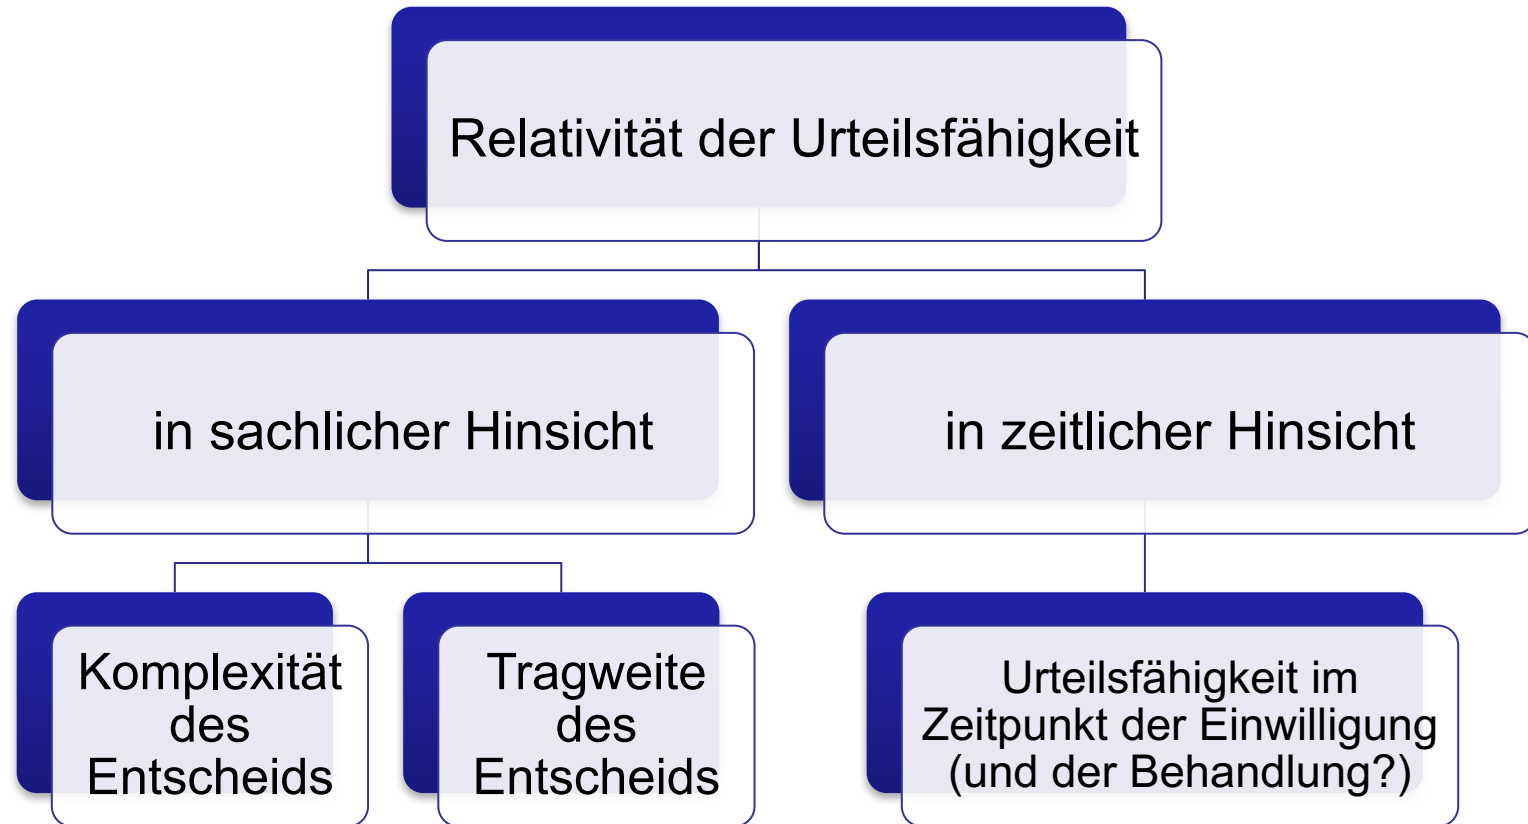 Relativität der Urteilsfähigkeit
in sachlicher Hinsicht
in zeitlicher Hinsicht
Komplexität
des
Entscheids
Tragweite
des
Entscheids
Urteilsfähigkeit im
Zeitpunkt der Einwilligung
(und der Behandlung?)